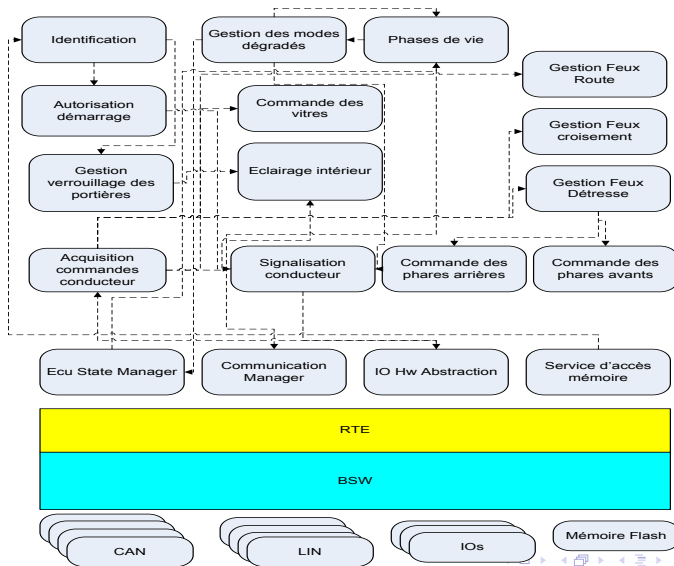 Identification
Gestion des modes
dégradés
Phases de vie
Gestion Feux
Route
Autorisation
démarrage
Commande des
vitres
Gestion Feux
croisement
Gestion
verrouillage des
portières
Eclairage intérieur
Gestion Feux
Détresse
Acquisition
commandes
conducteur
Signalisation
conducteur
Commande des
phares arrières
Commande des
phares avants
Ecu State Manager
Communication
Manager
IO Hw Abstraction
Service d'accès
mémoire
RTE
BSW
CAN
LIN
IOs
Mémoire Flash